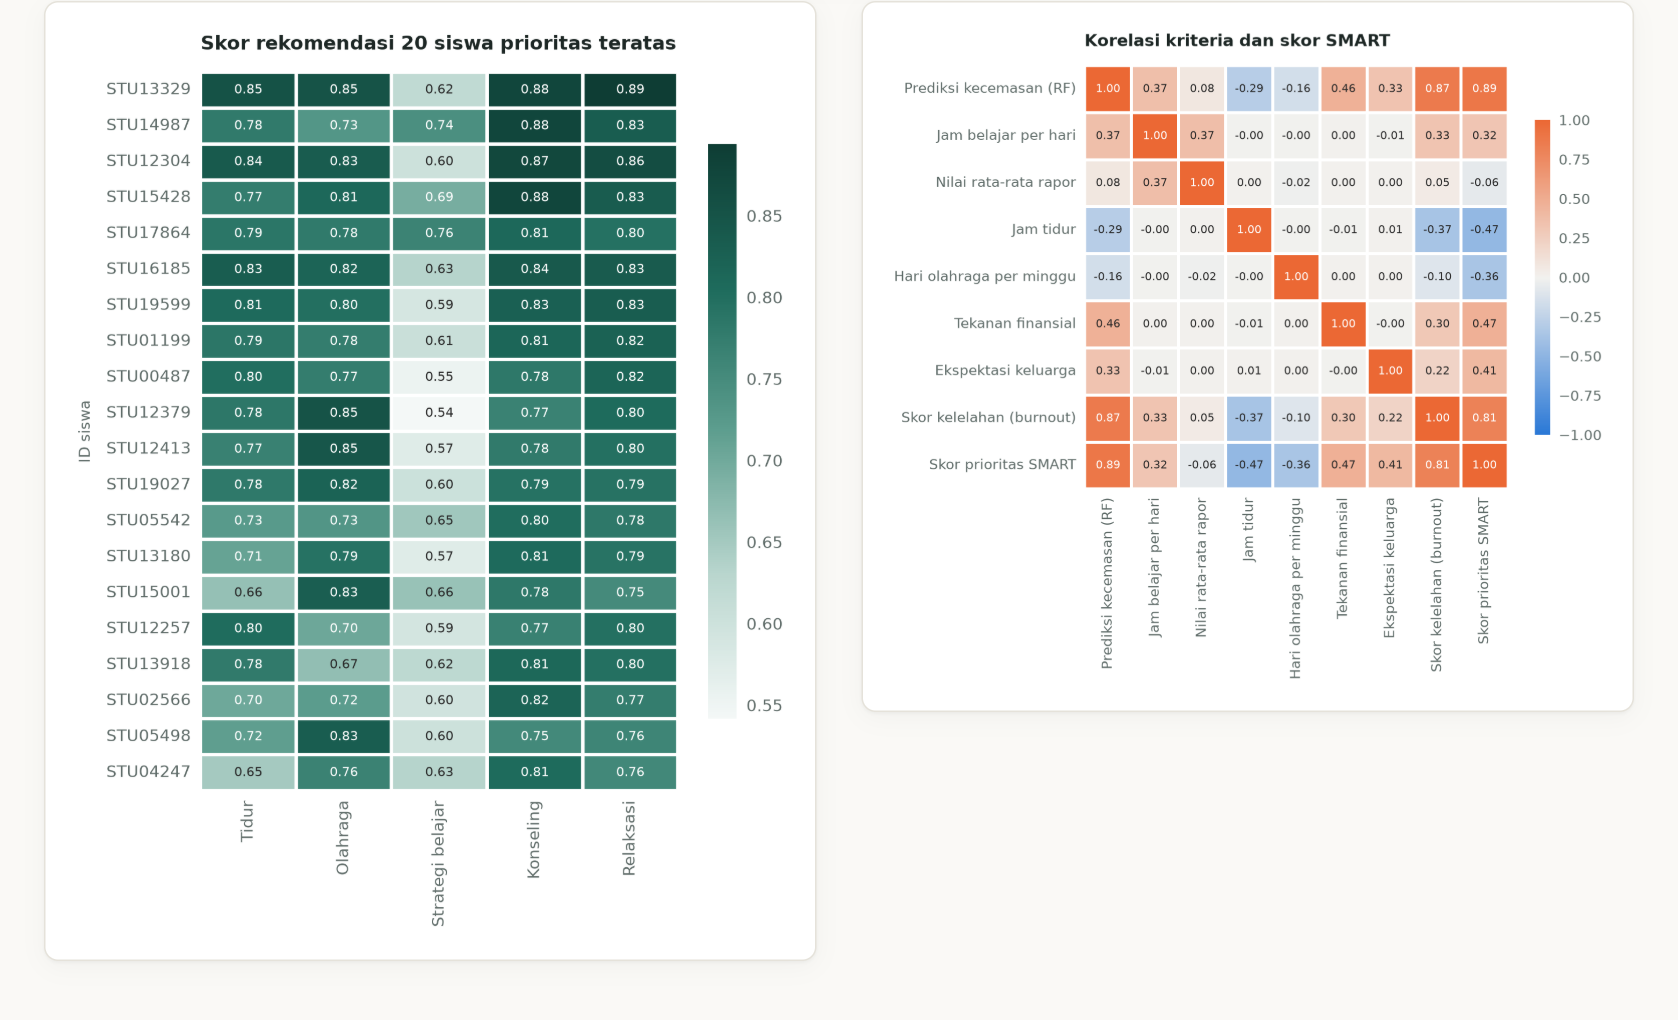 Skor rekomendasi 20 siswa prioritas teratas
ID siswa
STU13329 0.85 0.85 0.62 0.88 0.89
STU14987 0.78 0.73 0.74 0.88 0.83
STU12304 0.84 0.83 0.60 0.87 0.86
STU15428 0.77 0.81 0.69 0.88 0.83
STU17864 0.79 0.78 0.76 0.81 0.80
STU16185 0.83 0.82 0.63 0.84 0.83
STU19599 0.81 0.80 0.59 0.83 0.83
STU01199 0.79 0.78 0.61 0.81 0.82
STU00487 0.80 0.77 0.55 0.78 0.82
STU12379 0.78 0.85 0.54 0.77 0.80
STU12413 0.77 0.85 0.57 0.78 0.80
STU19027 0.78 0.82 0.60 0.79 0.79
STU05542 0.73 0.73 0.65 0.80 0.78
STU13180 0.71 0.79 0.57 0.81 0.79
STU15001 0.66 0.83 0.66 0.78 0.75
STU12257 0.80 0.70 0.59 0.77 0.80
STU13918 0.78 0.67 0.62 0.81 0.80
STU02566 0.70 0.72 0.60 0.82 0.77
STU05498 0.72 0.83 0.60 0.75 0.76
STU04247 0.65 0.76 0.63 0.81 0.76
Tidur
Olahraga
Strategi belajar
Konseling
Relaksasi
0.85
0.80
0.75
0.70
0.65
0.60
0.55
Korelasi kriteria dan skor SMART
Prediksi kecemasan (RF) 1.00 0.37 0.08 -0.29 -0.16 0.46 0.33 0.87 0.89
Jam belajar per hari 0.37 1.00 0.37 -0.00 -0.00 0.00 -0.01 0.33 0.32
Nilai rata-rata rapor 0.08 0.37 1.00 0.00 -0.02 0.00 0.00 0.05 -0.06
Jam tidur -0.29 -0.00 0.00 1.00 -0.00 -0.01 0.01 -0.37 -0.47
Hari olahraga per minggu -0.16 -0.00 -0.02 -0.00 1.00 0.00 0.00 -0.10 -0.36
Tekanan finansial 0.46 0.00 0.00 -0.01 0.00 1.00 -0.00 0.30 0.47
Ekspektasi keluarga 0.33 -0.01 0.00 0.01 0.00 -0.00 1.00 0.22 0.41
Skor kelelahan (burnout) 0.87 0.33 0.05 -0.37 -0.10 0.30 0.22 1.00 0.81
Skor prioritas SMART 0.89 0.32 -0.06 -0.47 -0.36 0.47 0.41 0.81 1.00
Prediksi kecemasan (RF)
Jam belajar per hari
Nilai rata-rata rapor
Jam tidur
Hari olahraga per minggu
Tekanan finansial
Ekspektasi keluarga
Skor kelelahan (burnout)
Skor prioritas SMART
1.00
0.75
0.50
0.25
0.00
−0.25
−0.50
−0.75
−1.00